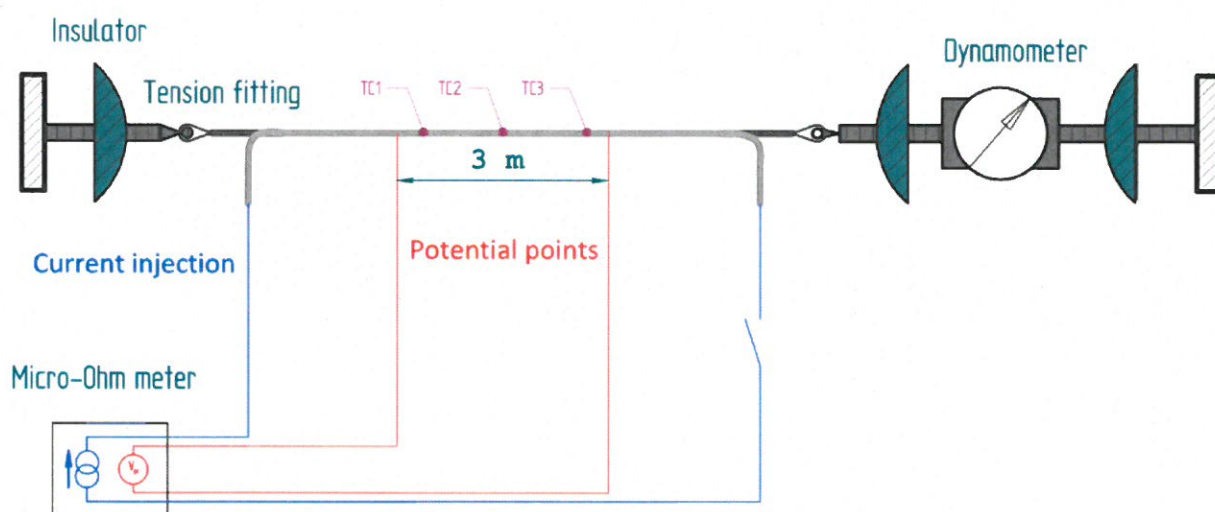 Insulator
Dynamometer
Tension fitting
TC1
TC2
TC3
3 m
Current injection
Potential points
Micro-Ohm meter